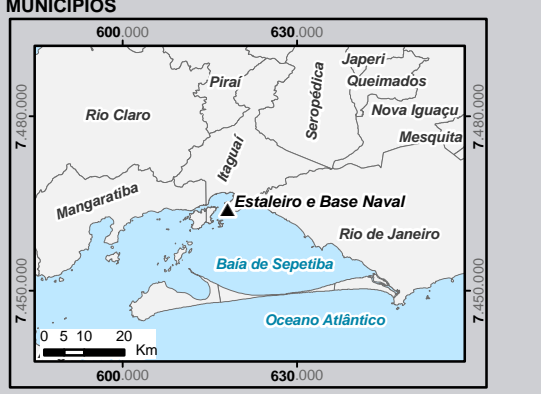 MUNICÍPIOS
600.000 630.000
Japeri
Piraí
Queimados
Seropédica
7.480.000
7.480.000
Rio Claro
Nova Iguaçu
Mesquita
Itaguaí
Mangaratiba
Estaleiro e Base Naval
Rio de Janeiro
Baía de Sepetiba
7.450.000
7.450.000
Oceano Atlântico
0 5 10 20
Km
600.000 630.000